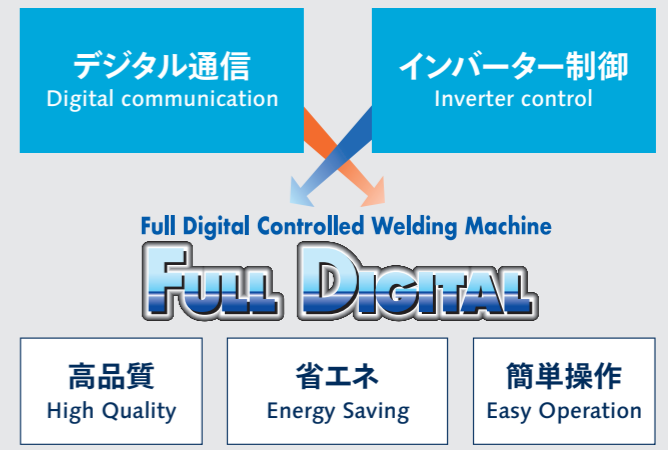 デジタル通信
Digital communication
インバーター制御
Inverter control
Full Digital Controlled Welding Machine
FULL DIGITAL
高品質
High Quality
省エネ
Energy Saving
簡単操作
Easy Operation